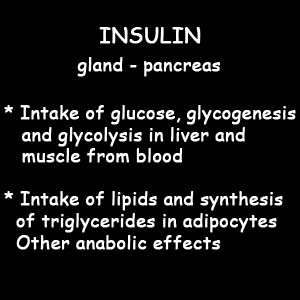 INSULIN
gland - pancreas
* Intake of glucose, glycogenesis
and glycolysis in liver and
muscle from blood
* Intake of lipids and synthesis
of triglycerides in adipocytes
Other anabolic effects